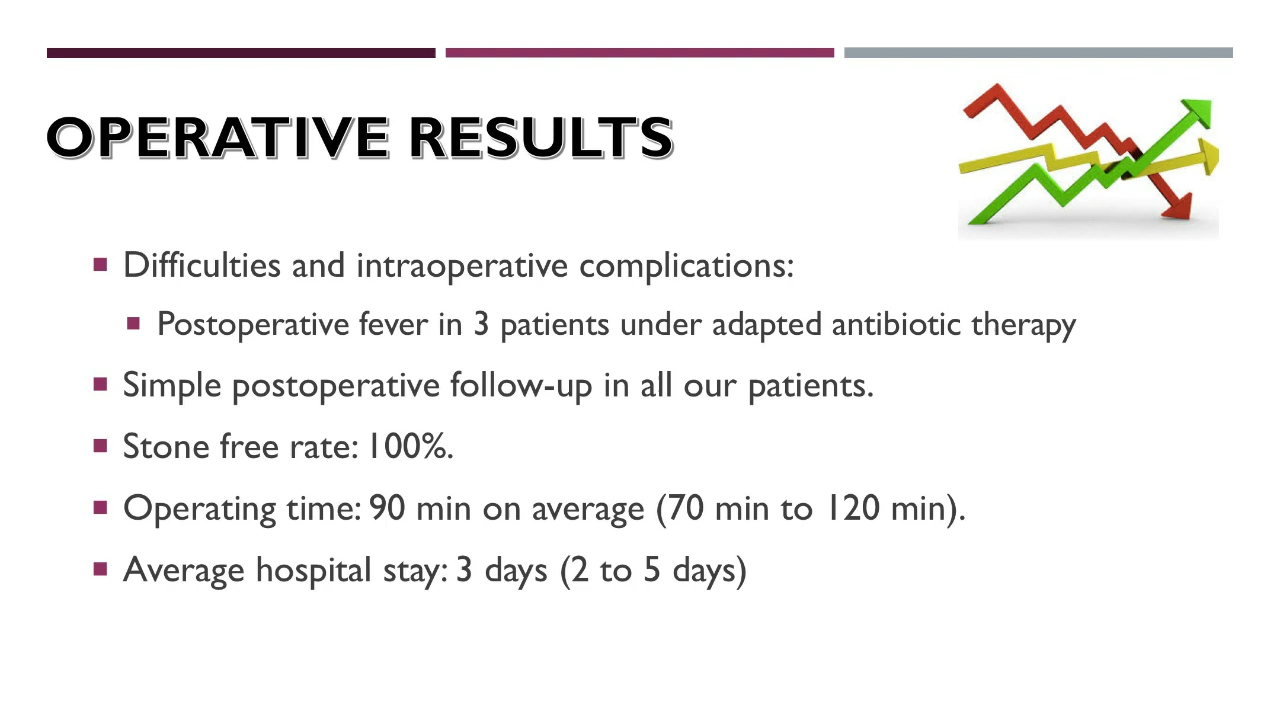 OPERATIVE RESULTS
Difficulties and intraoperative complications:
Postoperative fever in 3 patients under adapted antibiotic therapy
Simple postoperative follow-up in all our patients.
Stone free rate: 100%.
Operating time: 90 min on average (70 min to 120 min).
Average hospital stay: 3 days (2 to 5 days)